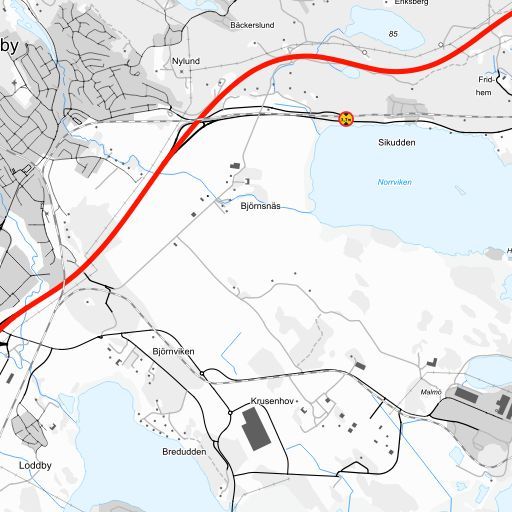 Enksberg
Bäckerslund
85
by
Nylund
Frid-
hem
Sikudden
Norrviken
Björnsnäs
H
Björnviken
Malmö
Krusenhov
Bredudden
Loddby